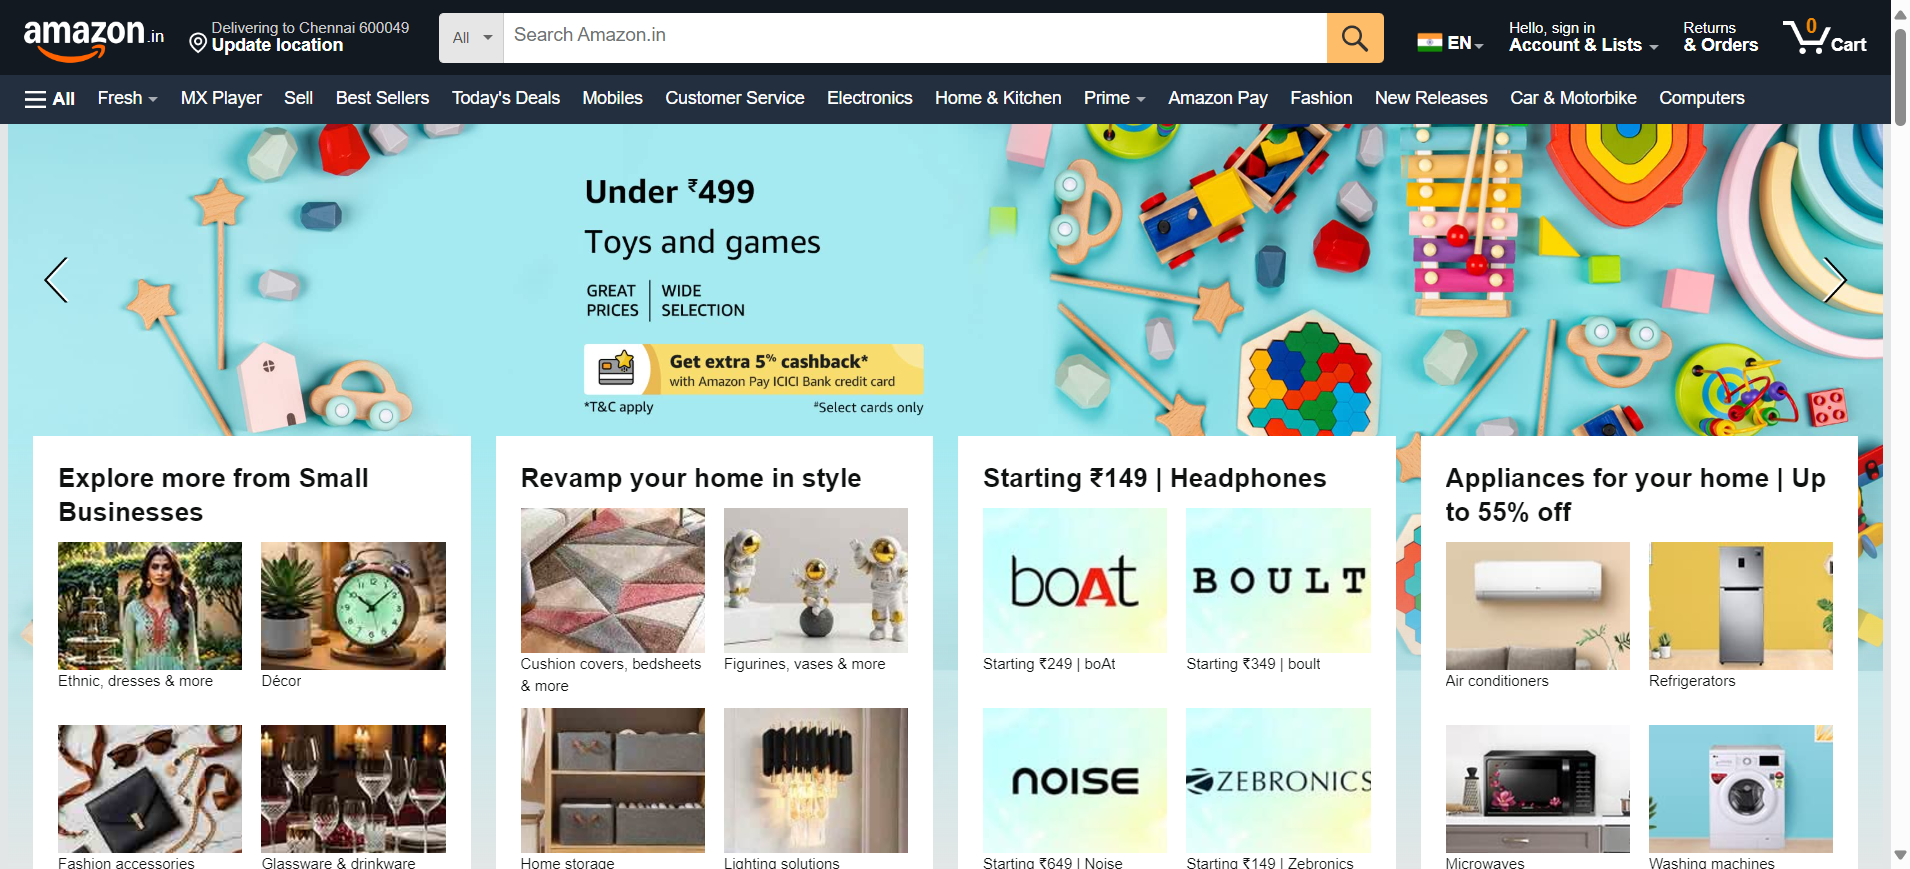 amazon.in
Delivering to Chennai 600049
Update location
All
Search Amazon.in
EN
Hello, sign in
Account & Lists
Returns
& Orders
0
Cart
All
Fresh
MX Player
Sell
Best Sellers
Today's Deals
Mobiles
Customer Service
Electronics
Home & Kitchen
Prime
Amazon Pay
Fashion
New Releases
Car & Motorbike
Computers
Under ₹499
Toys and games
GREAT PRICES
WIDE SELECTION
Get extra 5% cashback*
with Amazon Pay ICICI Bank credit card
*T&C apply
#Select cards only
Explore more from Small
Businesses
Ethnic, dresses & more
Décor
Fashion accessories
Glassware & drinkware
Revamp your home in style
Cushion covers, bedsheets
& more
Figurines, vases & more
Home storage
Lighting solutions
Starting ₹149 | Headphones
boAt
BOULT
Starting ₹249 | boAt
Starting ₹349 | boult
noise
ZEBRONICS
Starting ₹649 | Noise
Starting ₹149 | Zebronics
Appliances for your home | Up
to 55% off
Air conditioners
Refrigerators
Microwaves
Washing machines